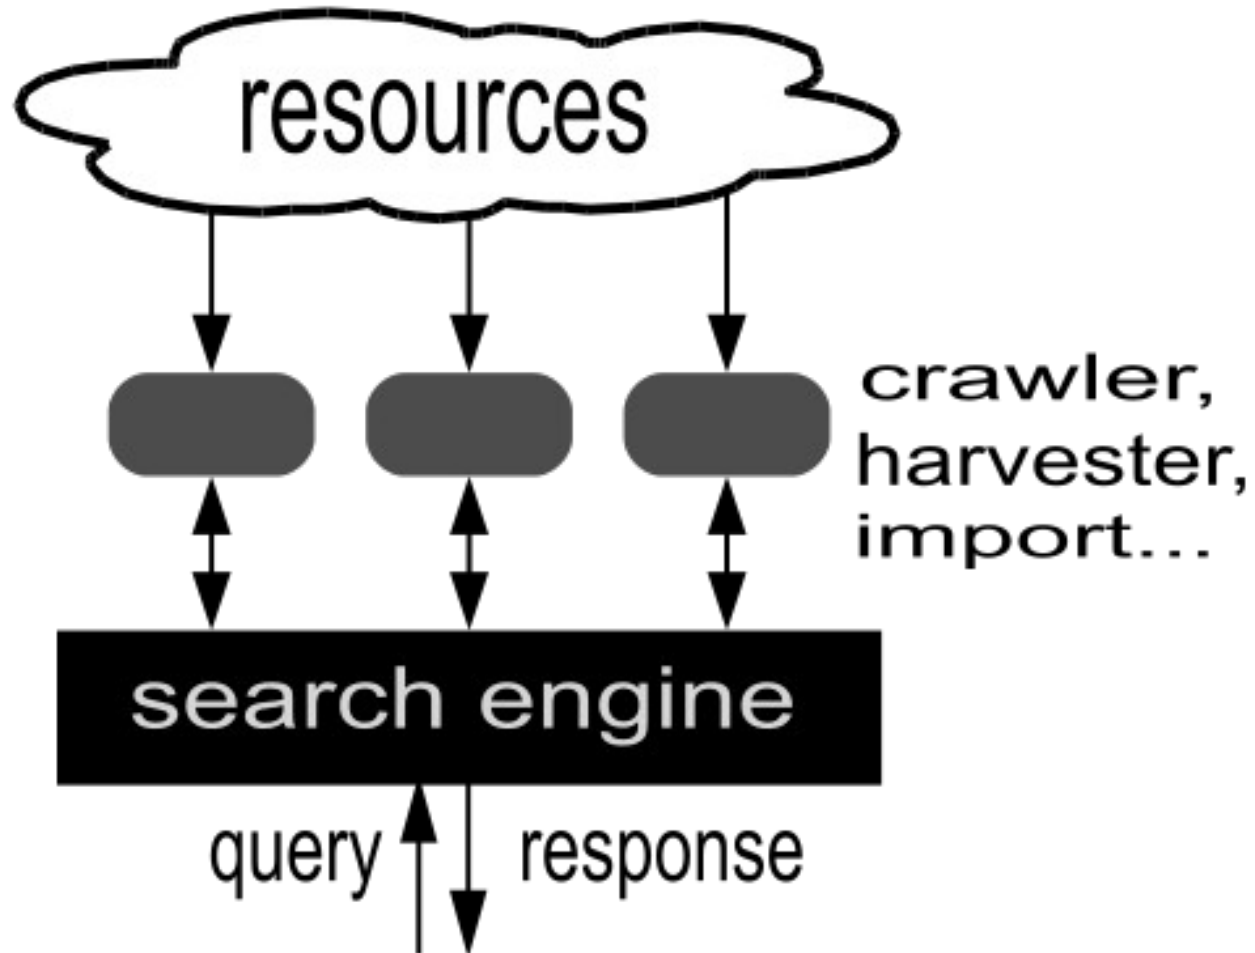 resources
crawler,
harvester,
import...
search engine
query response